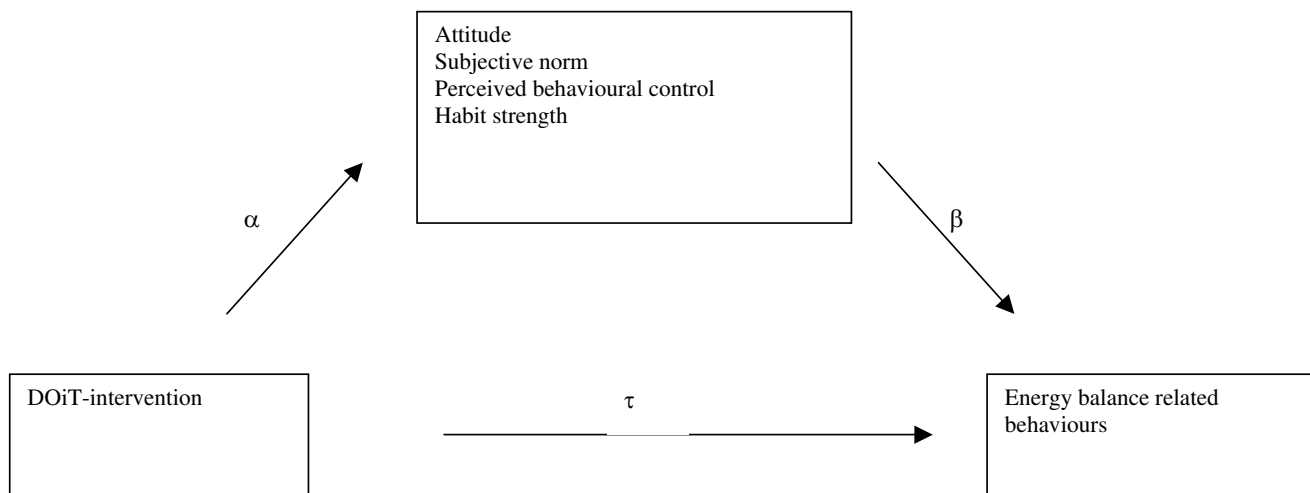 Attitude
Subjective norm
Perceived behavioural control
Habit strength
α
β
DOiT-intervention
τ
Energy balance related
behaviours